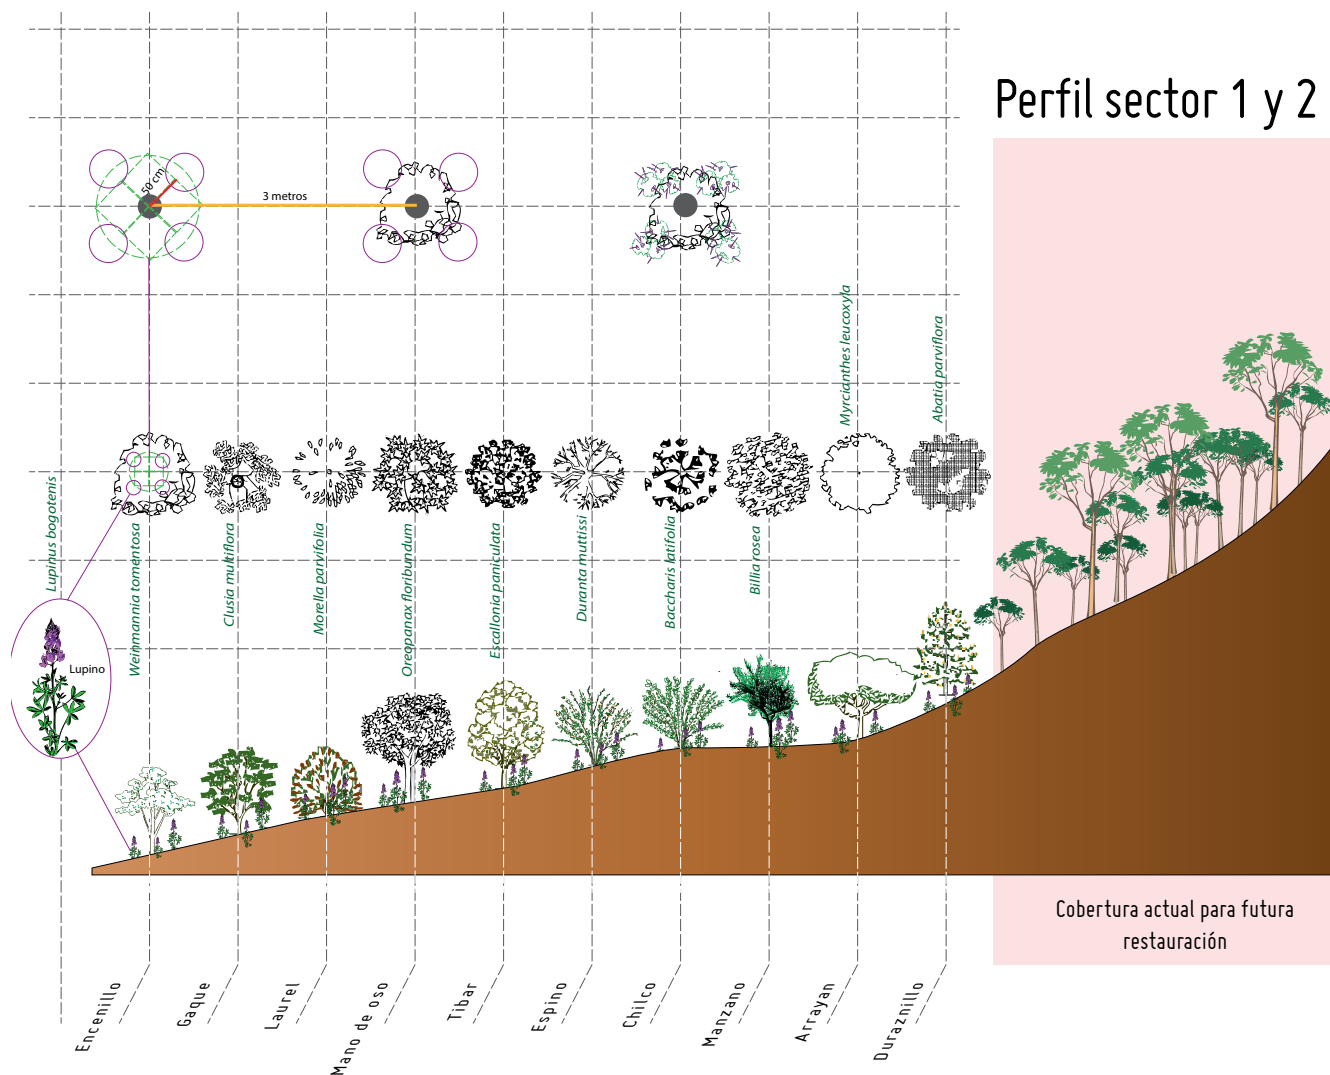 Perfil sector 1 y 2
50 cm
3 metros
Myrcianthes leucoxyla
Abatia parviflora
Lupinus bogotenis
Weinmannia tomentosa
Clusia multiflora
Morella parvifolia
Oreopanax floribundum
Escallonia paniculata
Duranta muttissi
Baccharis latifolia
Billia rosea
Lupino
Cobertura actual para futura
restauración
Encenillo
Gaque
Laurel
Mano de oso
Tibar
Espino
Chilco
Manzano
Arrayan
Duraznillo